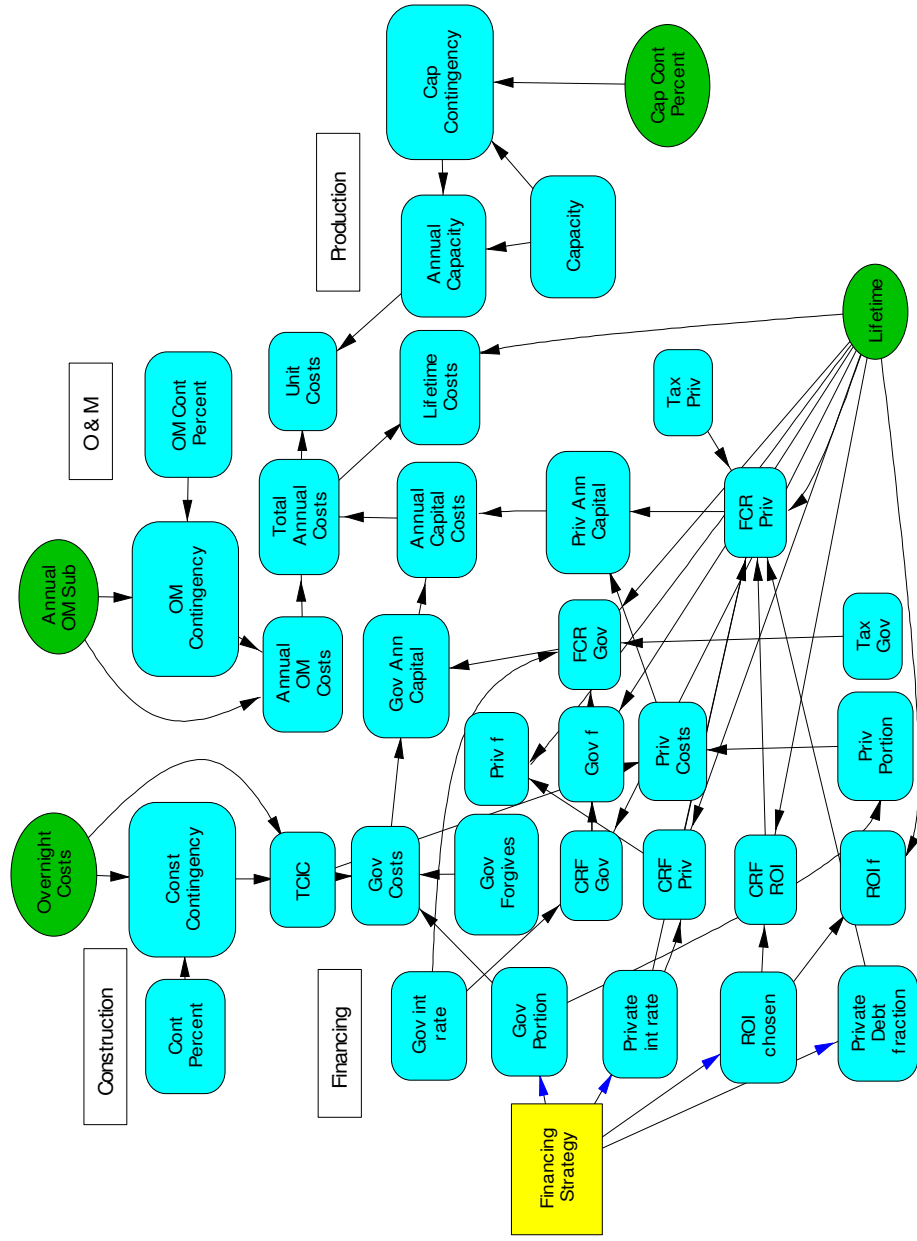 Construction
Cont
Percent
Const
Contingency
Overnight
Costs
TCIC
Annual
OM Sub
O & M
OM Cont
Percent
OM
Contingency
Annual
OM
Costs
Total
Annual
Costs
Unit
Costs
Production
Cap
Contingency
Annual
Capacity
Capacity
Cap Cont
Percent
Lifetime
Costs
Annual
Capital
Costs
Gov Ann
Capital
Priv Ann
Capital
Financing
Gov
Costs
Gov
Forgives
Gov int
rate
Gov
Portion
Private
int rate
ROI
chosen
Private
Debt
fraction
Financing
Strategy
CRF
Gov
CRF
Priv
CRF
ROI
ROI f
Priv f
Gov f
Priv
Costs
Priv
Portion
FCR
Gov
Tax
Gov
FCR
Priv
Tax
Priv
Lifetime